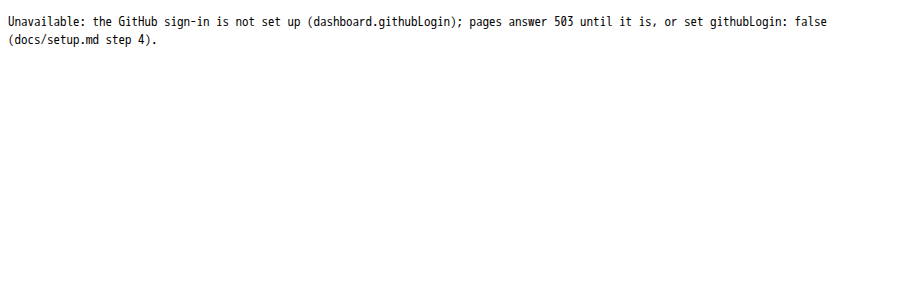 Unavailable: the GitHub sign-in is not set up (dashboard.githubLogin); pages answer 503 until it is, or set githubLogin: false
(docs/setup.md step 4).